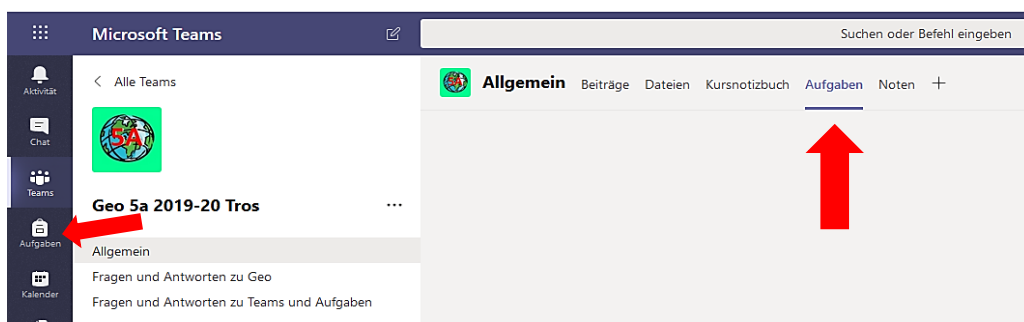 Microsoft Teams
Suchen oder Befehl eingeben
Aktivität
Chat
Teams
Aufgaben
Kalender
Alle Teams
5A
Geo 5a 2019-20 Tros
...
Allgemein
Fragen und Antworten zu Geo
Fragen und Antworten zu Teams und Aufgaben
5A
Allgemein Beiträge Dateien Kursnotizbuch Aufgaben Noten +